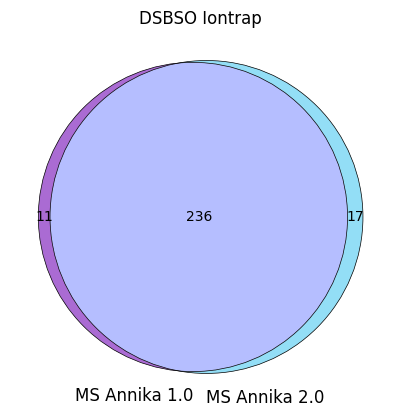 DSBSO Iontrap
11 236 17
MS Annika 1.0 MS Annika 2.0